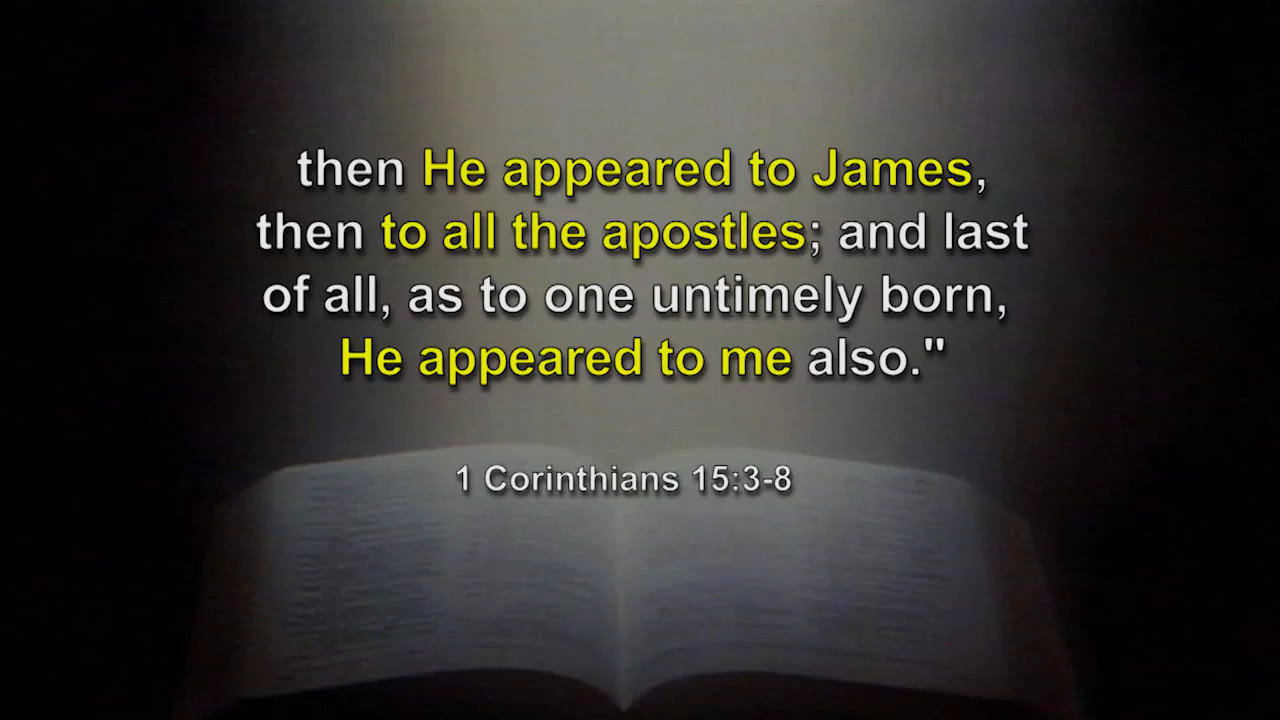 then He appeared to James,
then to all the apostles; and last
of all, as to one untimely born,
He appeared to me also."
1 Corinthians 15:3-8